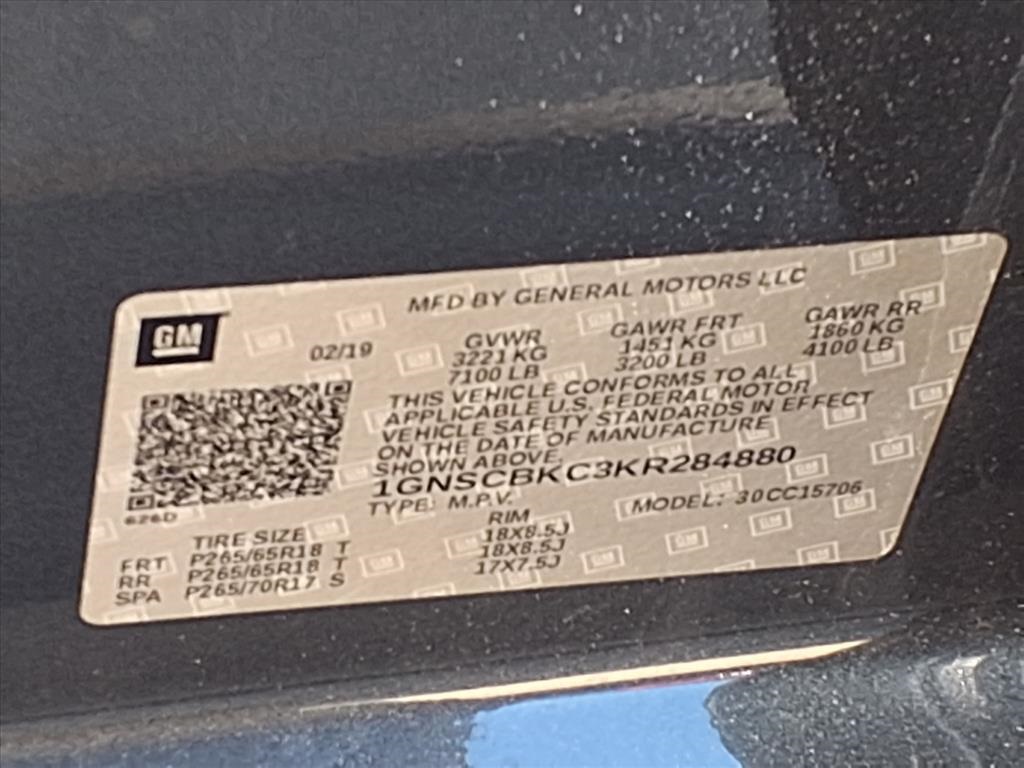 MFD BY GENERAL MOTORS LLC
GM
02/19
GVWR GAWR FRT GAWR RR
3221 KG 1451 KG 1860 KG
7100 LB 3200 LB 4100 LB
THIS VEHICLE CONFORMS TO ALL
APPLICABLE U.S. FEDERAL MOTOR
VEHICLE SAFETY STANDARDS IN EFFECT
ON THE DATE OF MANUFACTURE
SHOWN ABOVE.
1GNSCBKC3KR284880
TYPE: M.P.V. MODEL: 30CC15706
626D
TIRE SIZE RIM
FRT P265/65R18 T 18X8.5J
RR P265/65R18 T 18X8.5J
SPA P265/70R17 S 17X7.5J